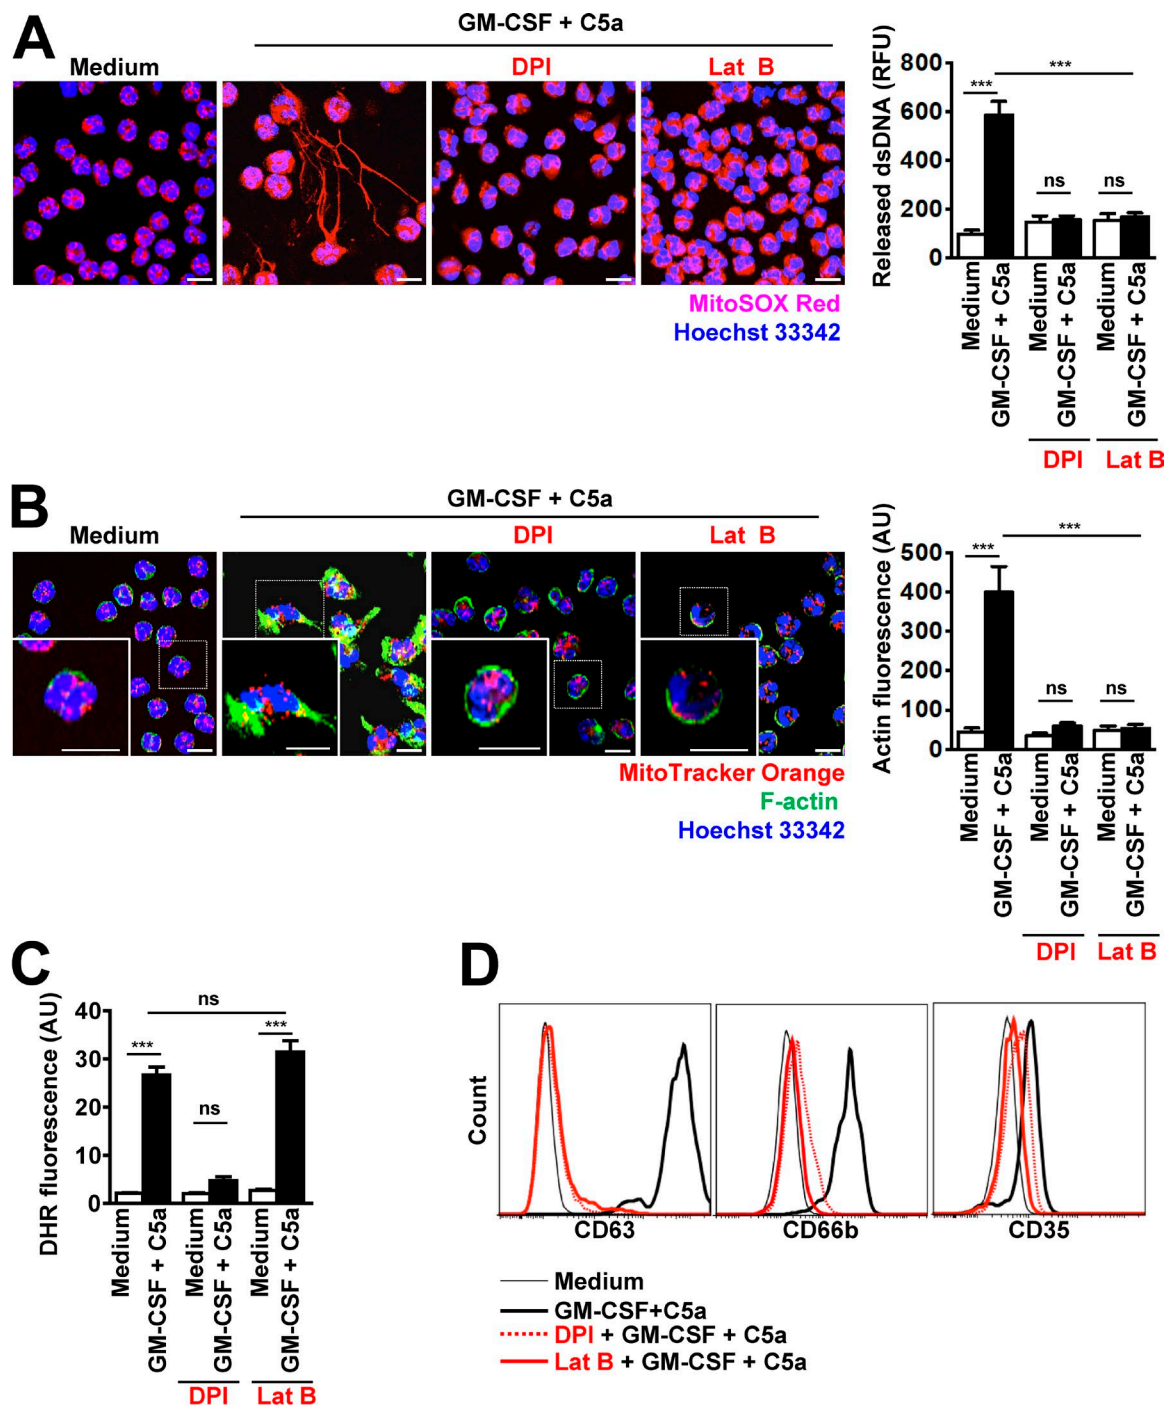 A
GM-CSF + C5a
Medium
DPI
Lat B
MitoSOX Red
Hoechst 33342
Released dsDNA (RFU)
800
600
400
200
0
***
***
ns
ns
Medium
GM-CSF + C5a
Medium
GM-CSF + C5a
Medium
GM-CSF + C5a
DPI
Lat B
B
GM-CSF + C5a
Medium
DPI
Lat B
MitoTracker Orange
F-actin
Hoechst 33342
Actin fluorescence (AU)
500
400
300
200
100
0
***
***
ns
ns
Medium
GM-CSF + C5a
Medium
GM-CSF + C5a
Medium
GM-CSF + C5a
DPI
Lat B
C
DHR fluorescence (AU)
40
30
20
10
0
ns
***
ns
***
Medium
GM-CSF + C5a
Medium
GM-CSF + C5a
Medium
GM-CSF + C5a
DPI
Lat B
D
Count
CD63
CD66b
CD35
Medium
GM-CSF+C5a
DPI + GM-CSF + C5a
Lat B + GM-CSF + C5a